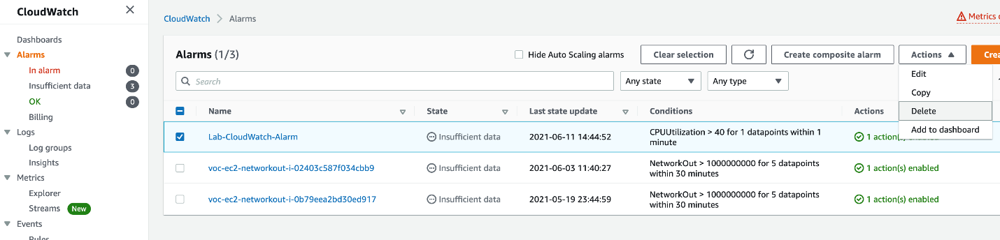 CloudWatch
Dashboards
Alarms
In alarm 0
Insufficient data 3
OK 0
Billing
Logs
Log groups
Insights
Metrics
Explorer
Streams New
Events
Rules
CloudWatch Alarms
Metrics
Alarms (1/3)
Hide Auto Scaling alarms
Clear selection
Create composite alarm
Actions
Search
Any state
Any type
Edit
Copy
Delete
Add to dashboard
Name State Last state update Conditions Actions
Lab-CloudWatch-Alarm Insufficient data 2021-06-11 14:44:52 CPUUtilization > 40 for 1 datapoints within 1
minute
1 action(s) enabled
voc-ec2-networkout-i-02403c587f034cbb9 Insufficient data 2021-06-03 11:40:27 NetworkOut > 1000000000 for 5 datapoints
within 30 minutes
1 action(s) enabled
voc-ec2-networkout-i-0b79eea2bd30ed917 Insufficient data 2021-05-19 23:44:59 NetworkOut > 1000000000 for 5 datapoints
within 30 minutes
1 action(s) enabled